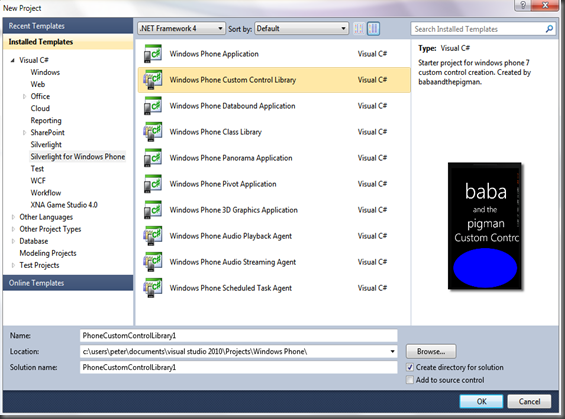 New Project
Recent Templates
Installed Templates
Visual C#
Windows
Web
Office
Cloud
Reporting
SharePoint
Silverlight
Silverlight for Windows Phone
Test
WCF
Workflow
XNA Game Studio 4.0
Other Languages
Other Project Types
Database
Modeling Projects
Test Projects
Online Templates
.NET Framework 4
Sort by:
Default
Windows Phone Application Visual C#
Windows Phone Custom Control Library Visual C#
Windows Phone Databound Application Visual C#
Windows Phone Class Library Visual C#
Windows Phone Panorama Application Visual C#
Windows Phone Pivot Application Visual C#
Windows Phone 3D Graphics Application Visual C#
Windows Phone Audio Playback Agent Visual C#
Windows Phone Audio Streaming Agent Visual C#
Windows Phone Scheduled Task Agent Visual C#
Search Installed Templates
Type: Visual C#
Starter project for windows phone 7
custom control creation. Created by
babaandthepigman.
baba
and the
pigman
Custom Contrc
Name: PhoneCustomControlLibrary1
Location: c:\users\peter\documents\visual studio 2010\Projects\Windows Phone\
Browse...
Solution name: PhoneCustomControlLibrary1
Create directory for solution
Add to source control
OK
Cancel